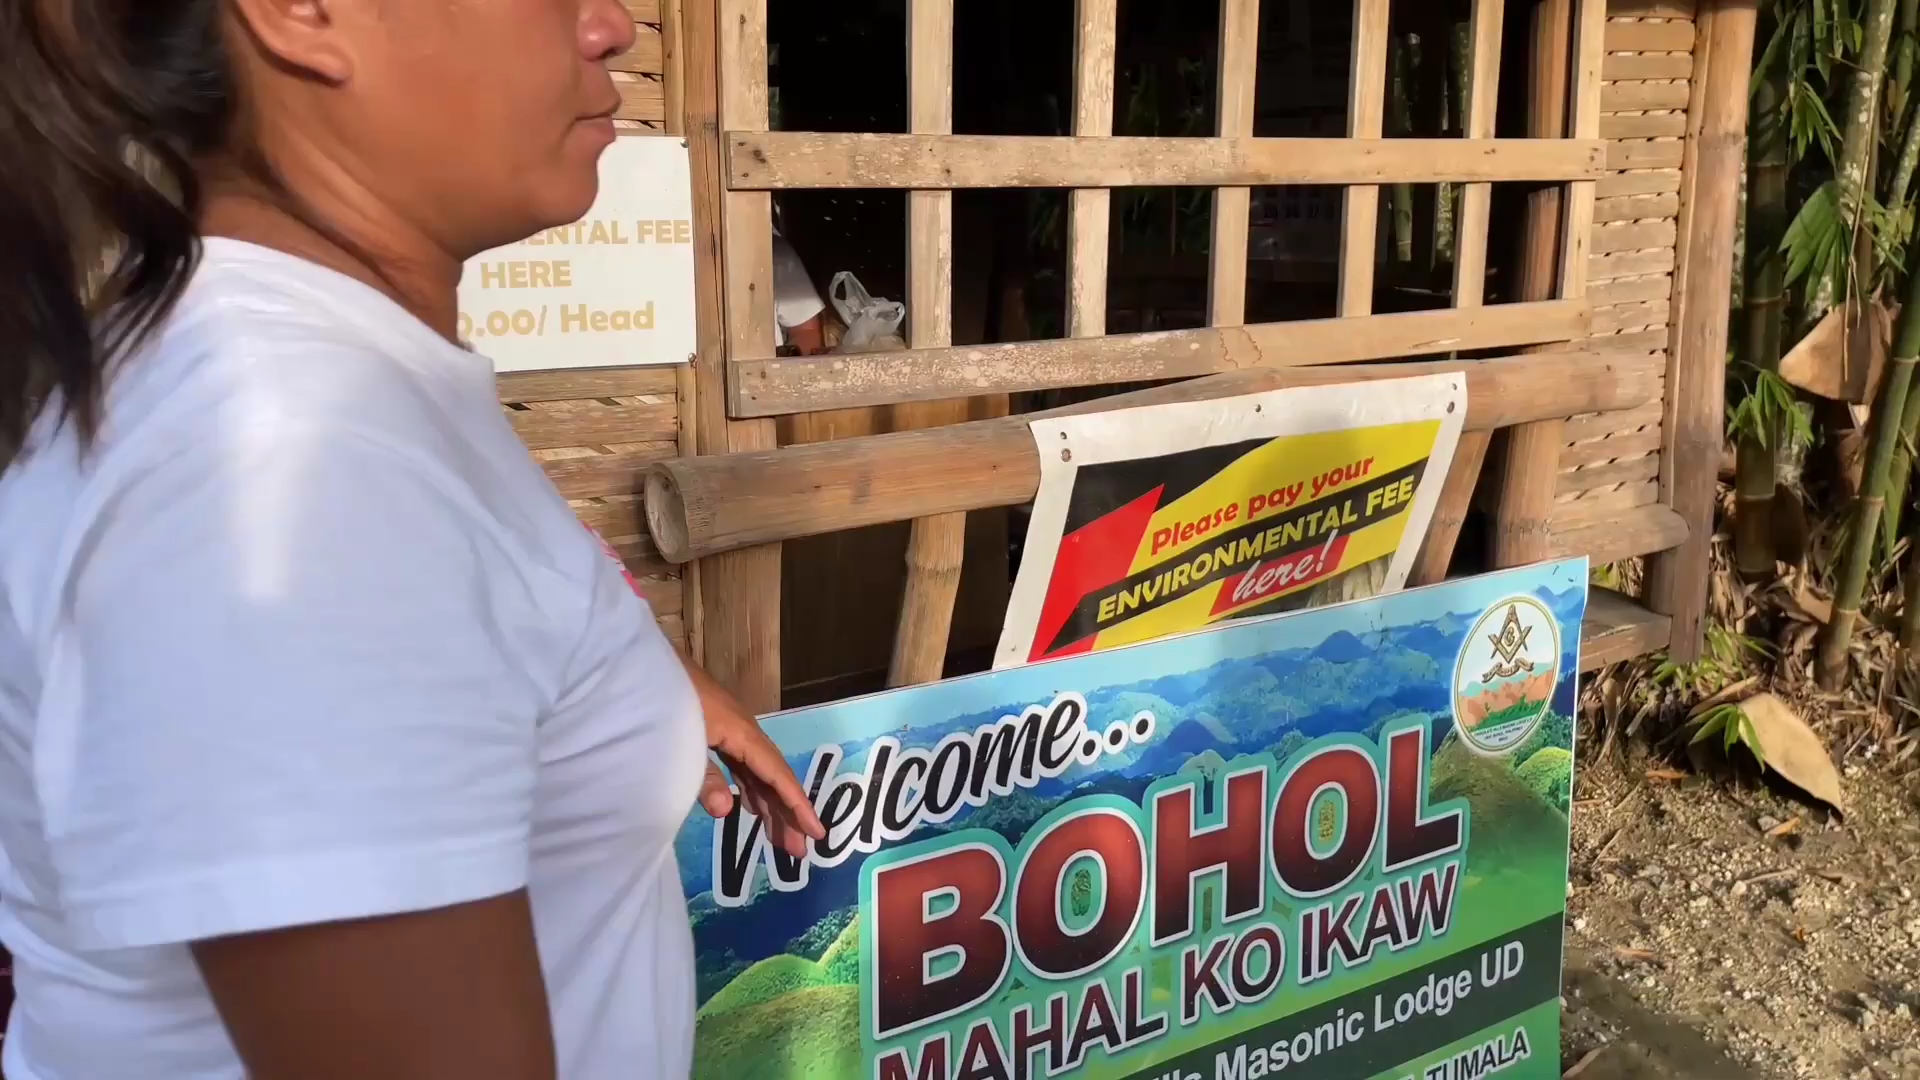 FEE
HERE
.00/ Head
Please pay your
ENVIRONMENTAL FEE
here!
Welcome...
BOHOL
MAHAL KO IKAW
Masonic Lodge UD
TUMALA